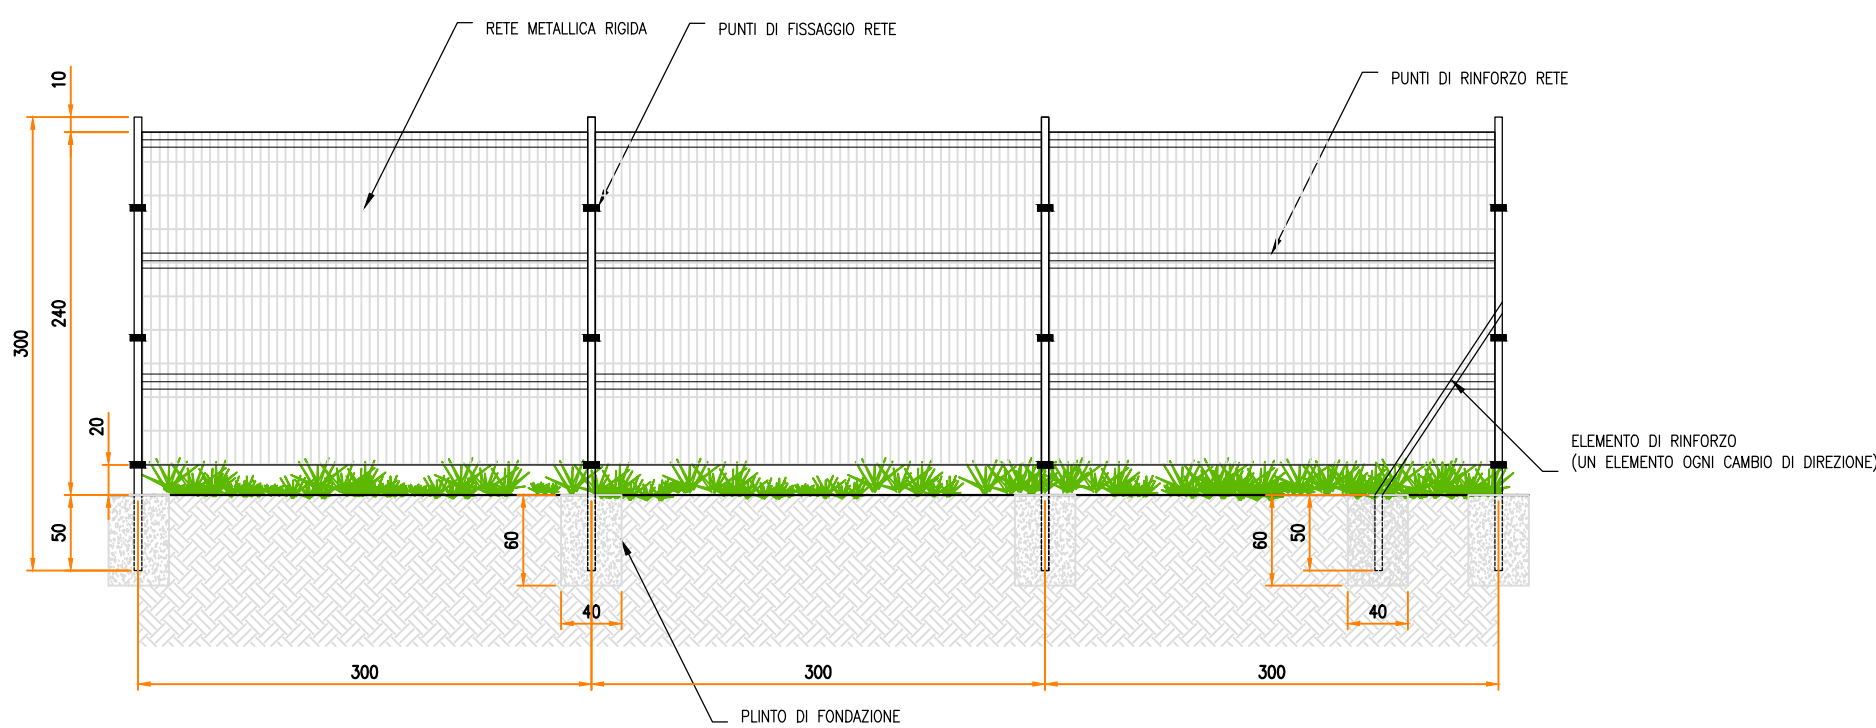 RETE METALLICA RIGIDA
PUNTI DI FISSAGGIO RETE
PUNTI DI RINFORZO RETE
10
240
300
20
50
60
40
60
50
40
ELEMENTO DI RINFORZO
(UN ELEMENTO OGNI CAMBIO DI DIREZIONE)
300
300
300
PLINTO DI FONDAZIONE